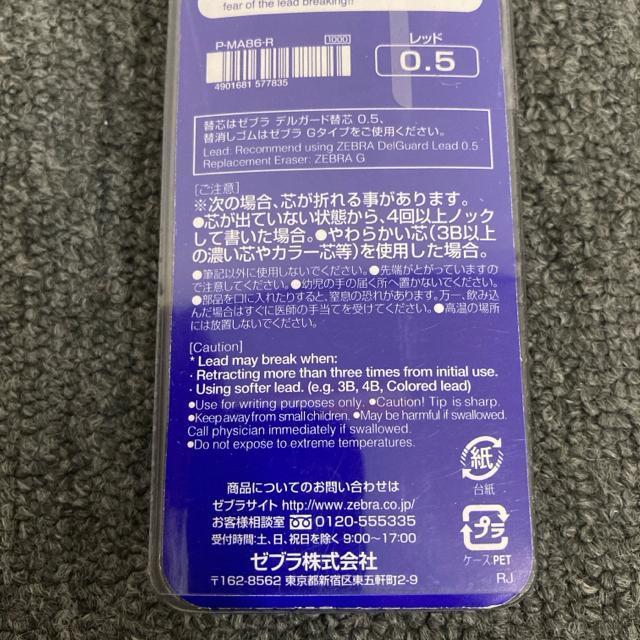 fear of the lead breaking!!
P-MA86-R
1000
レッド
0.5
4901681 577835
替芯はゼブラ デルガード替芯 0.5、
替消しゴムはゼブラ Gタイプをご使用ください。
Lead: Recommend using ZEBRA DelGuard Lead 0.5
Replacement Eraser: ZEBRA G
[ご注意]
※次の場合、芯が折れる事があります。
●芯が出ていない状態から、4回以上ノック
して書いた場合。●やわらかい芯(3B以上
の濃い芯やカラー芯等)を使用した場合。
●筆記以外に使用しないでください。●先端がとがっていますの
で注意してください。●幼児の手の届く所へ置かないでください。
●部品を口に入れたりすると、窒息の恐れがあります。万一、飲み込
んだ場合はすぐに医師の手当てを受けてください。●高温の場所
には放置しないでください。
[Caution]
* Lead may break when:
· Retracting more than three times from initial use.
· Using softer lead. (e.g. 3B, 4B, Colored lead)
●Use for writing purposes only. ●Caution! Tip is sharp.
●Keep away from small children. ●May be harmful if swallowed.
Call physician immediately if swallowed.
●Do not expose to extreme temperatures.
紙
台紙
商品についてのお問い合わせは
ゼブラサイト http://www.zebra.co.jp/
お客様相談室 0120-555335
受付時間:土、日、祝日を除く 9:00~17:00
プラ
ケースPET
ゼブラ株式会社
〒162-8562 東京都新宿区東五軒町2-9
RJ